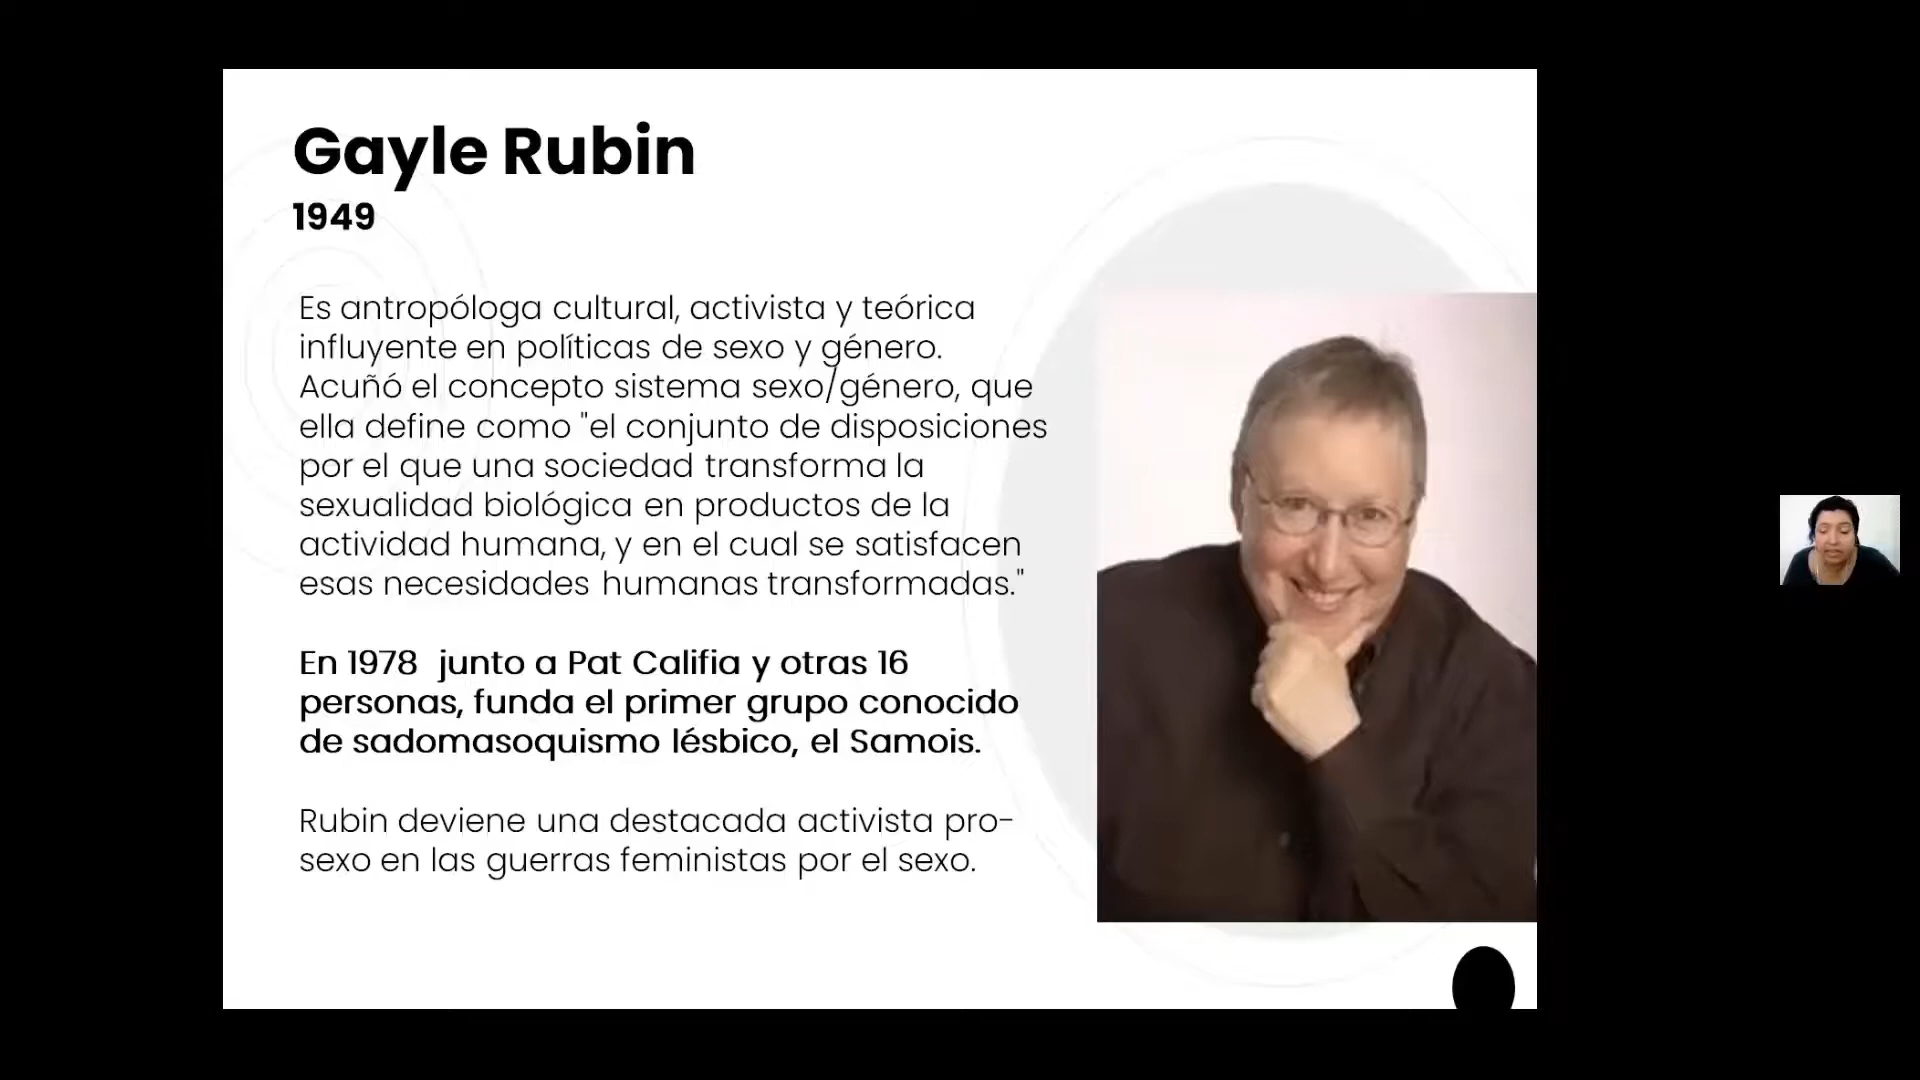 Gayle Rubin
1949
Es antropóloga cultural, activista y teórica
influyente en políticas de sexo y género.
Acuñó el concepto sistema sexo/género, que
ella define como "el conjunto de disposiciones
por el que una sociedad transforma la
sexualidad biológica en productos de la
actividad humana, y en el cual se satisfacen
esas necesidades humanas transformadas."
En 1978  junto a Pat Califia y otras 16
personas, funda el primer grupo conocido
de sadomasoquismo lésbico, el Samois.
Rubin deviene una destacada activista pro-
sexo en las guerras feministas por el sexo.